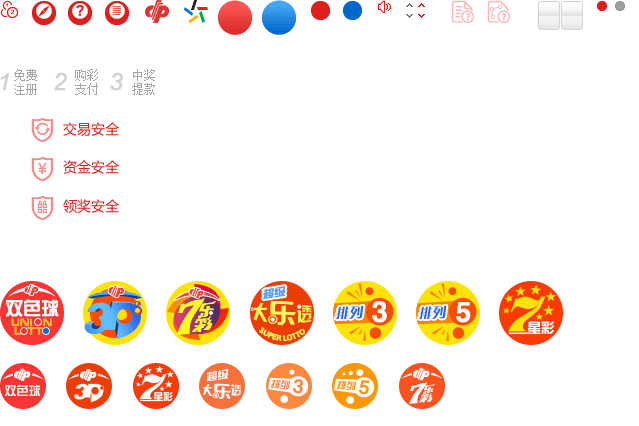 1 免费
注册
2 购彩
支付
3 中奖
提款
交易安全
资金安全
领奖安全
双色球
UNION
LOTTO
3D
7乐彩
超级
大乐透
SUPER LOTTO
排列3
排列5
7星彩
双色球
3D
7星彩
超级
大乐透
排列3
排列5
7乐彩